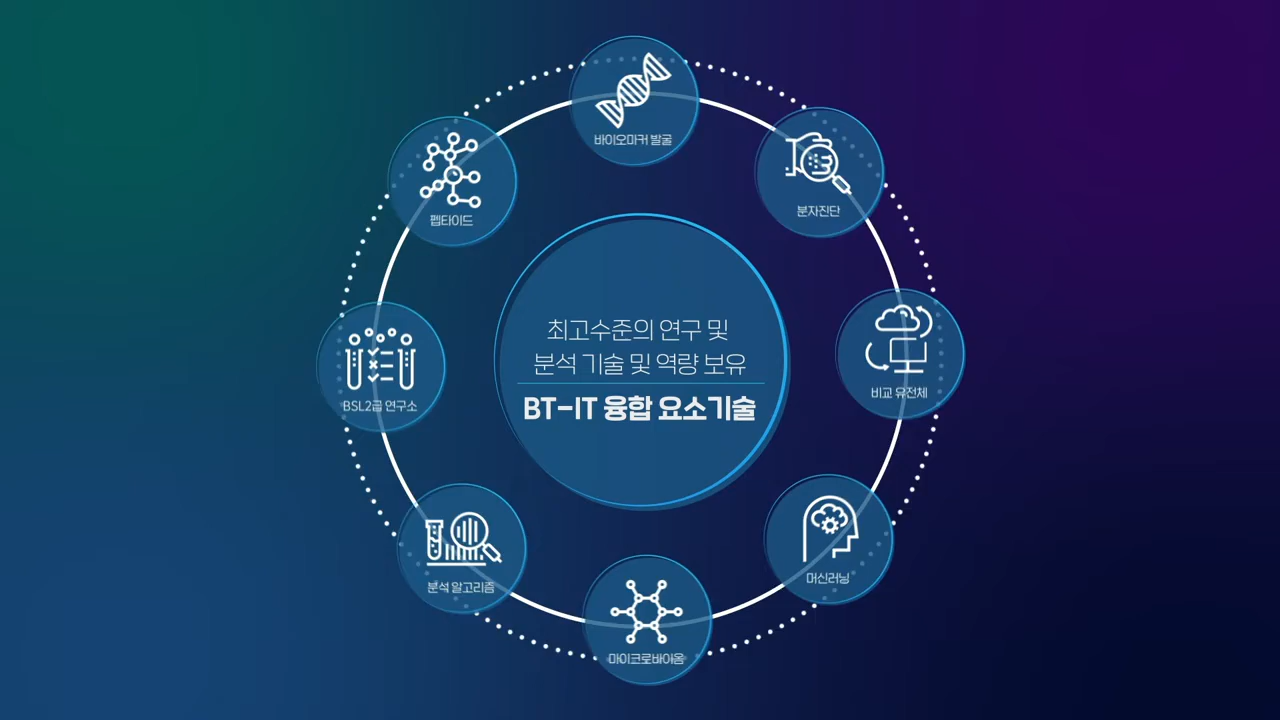 바이오마커 발굴
펩타이드
분자진단
최고수준의 연구 및
분석 기술 및 역량 보유
BT-IT 융합 요소기술
비교 유전체
BSL2급 연구소
머신러닝
분석 알고리즘
마이크로바이옴